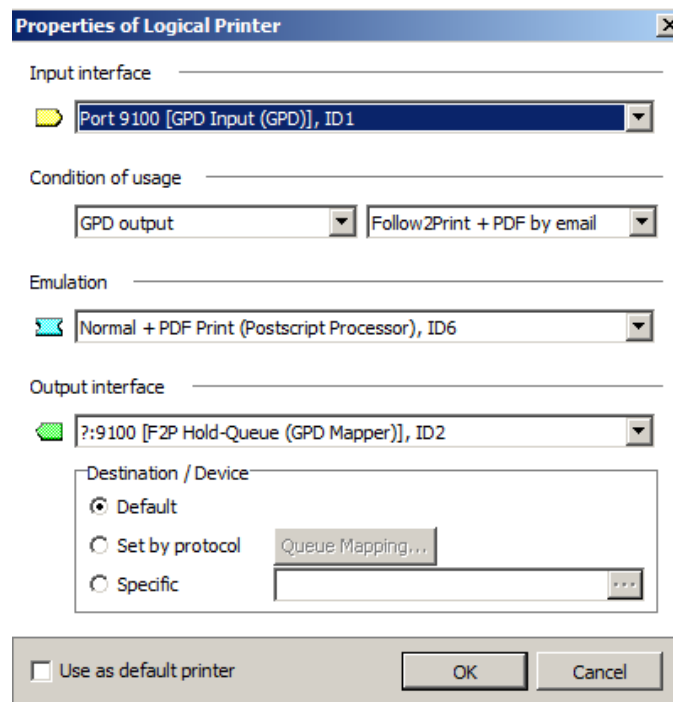 Properties of Logical Printer
Input interface
Port 9100 [GPD Input (GPD)], ID1
Condition of usage
GPD output Follow2Print + PDF by email
Emulation
Normal + PDF Print (Postscript Processor), ID6
Output interface
?:9100 [F2P Hold-Queue (GPD Mapper)], ID2
Destination / Device
Default
Set by protocol Queue Mapping...
Specific ...
Use as default printer OK Cancel